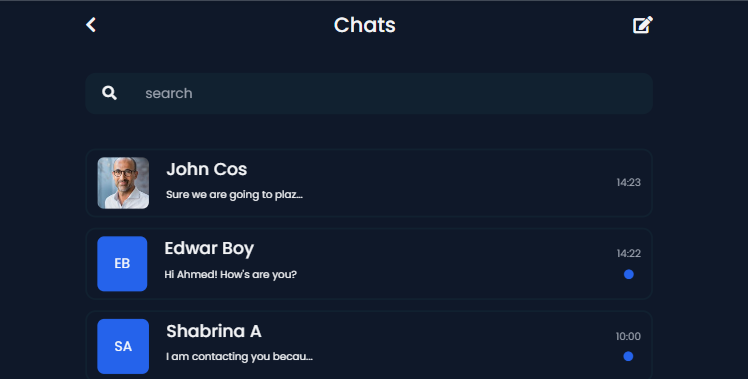 Chats
search
John Cos
14:23
Sure we are going to plaz...
EB
Edwar Boy
14:22
Hi Ahmed! How's are you?
SA
Shabrina A
10:00
I am contacting you becau...